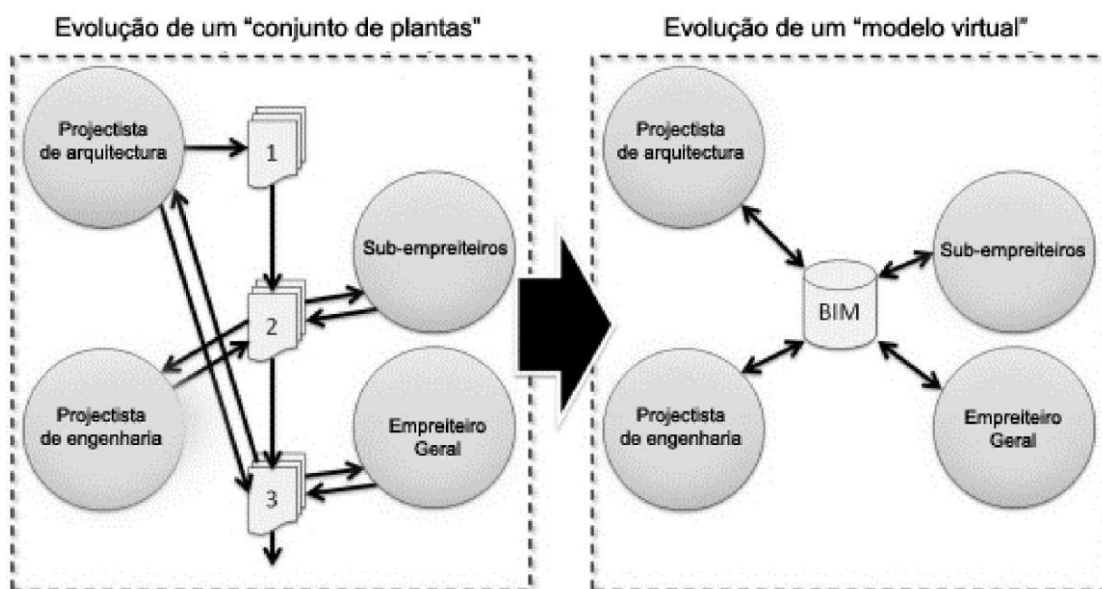 Evolução de um “conjunto de plantas"
Projectista
de arquitectura
1
Sub-empreiteiros
2
Projectista
de engenharia
Empreiteiro
Geral
3
Evolução de um “modelo virtual”
Projectista
de arquitectura
Sub-empreiteiros
BIM
Projectista
de engenharia
Empreiteiro
Geral